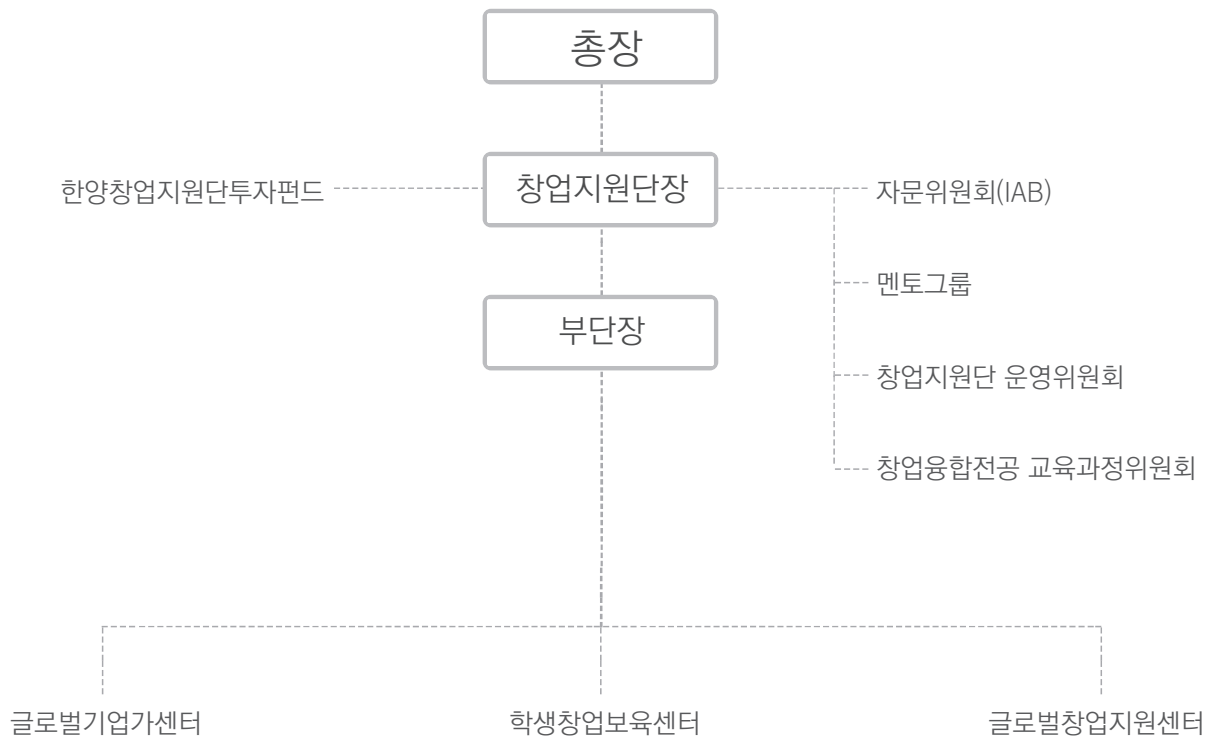 총장
한양창업지원단투자펀드
창업지원단장
자문위원회(IAB)
멘토그룹
부단장
창업지원단 운영위원회
창업융합전공 교육과정위원회
글로벌기업가센터
학생창업보육센터
글로벌창업지원센터